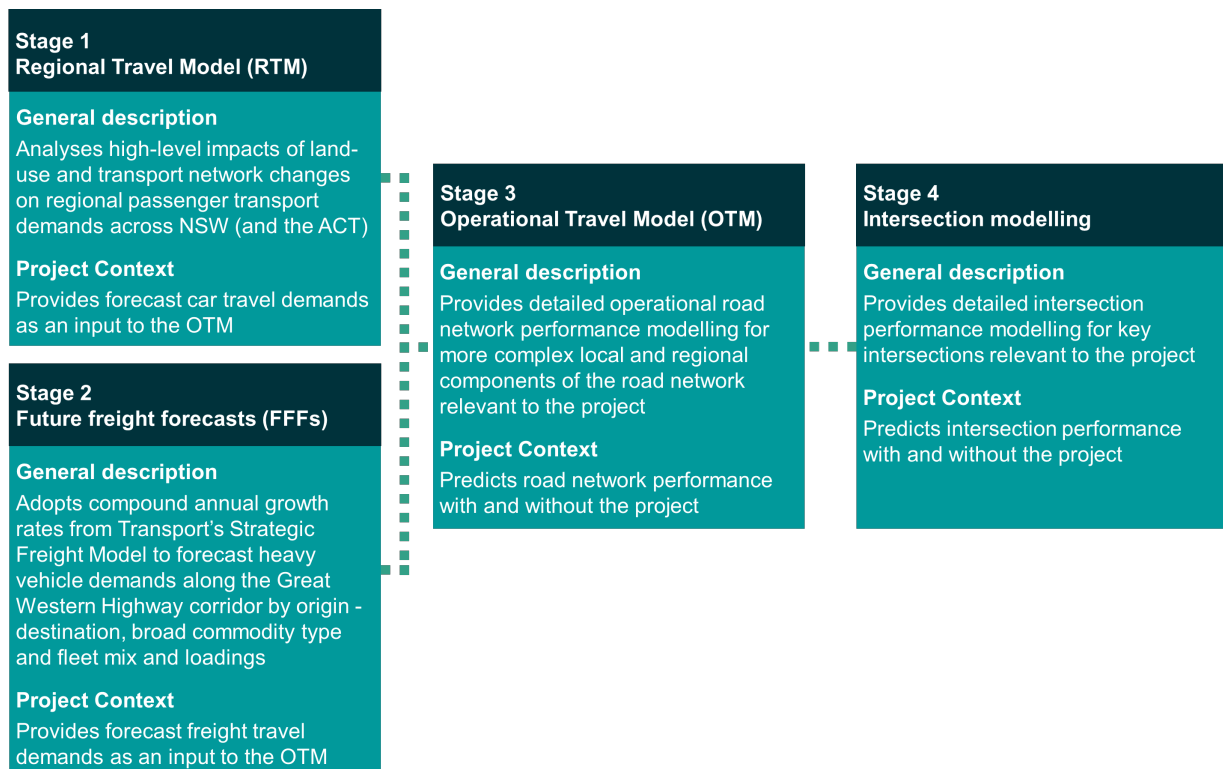 Stage 1
Regional Travel Model (RTM)
General description
Analyses high-level impacts of land-
use and transport network changes
on regional passenger transport
demands across NSW (and the ACT)
Project Context
Provides forecast car travel demands
as an input to the OTM
Stage 2
Future freight forecasts (FFFs)
General description
Adopts compound annual growth
rates from Transport's Strategic
Freight Model to forecast heavy
vehicle demands along the Great
Western Highway corridor by origin -
destination, broad commodity type
and fleet mix and loadings
Project Context
Provides forecast freight travel
demands as an input to the OTM
Stage 3
Operational Travel Model (OTM)
General description
Provides detailed operational road
network performance modelling for
more complex local and regional
components of the road network
relevant to the project
Project Context
Predicts road network performance
with and without the project
Stage 4
Intersection modelling
General description
Provides detailed intersection
performance modelling for key
intersections relevant to the project
Project Context
Predicts intersection performance
with and without the project